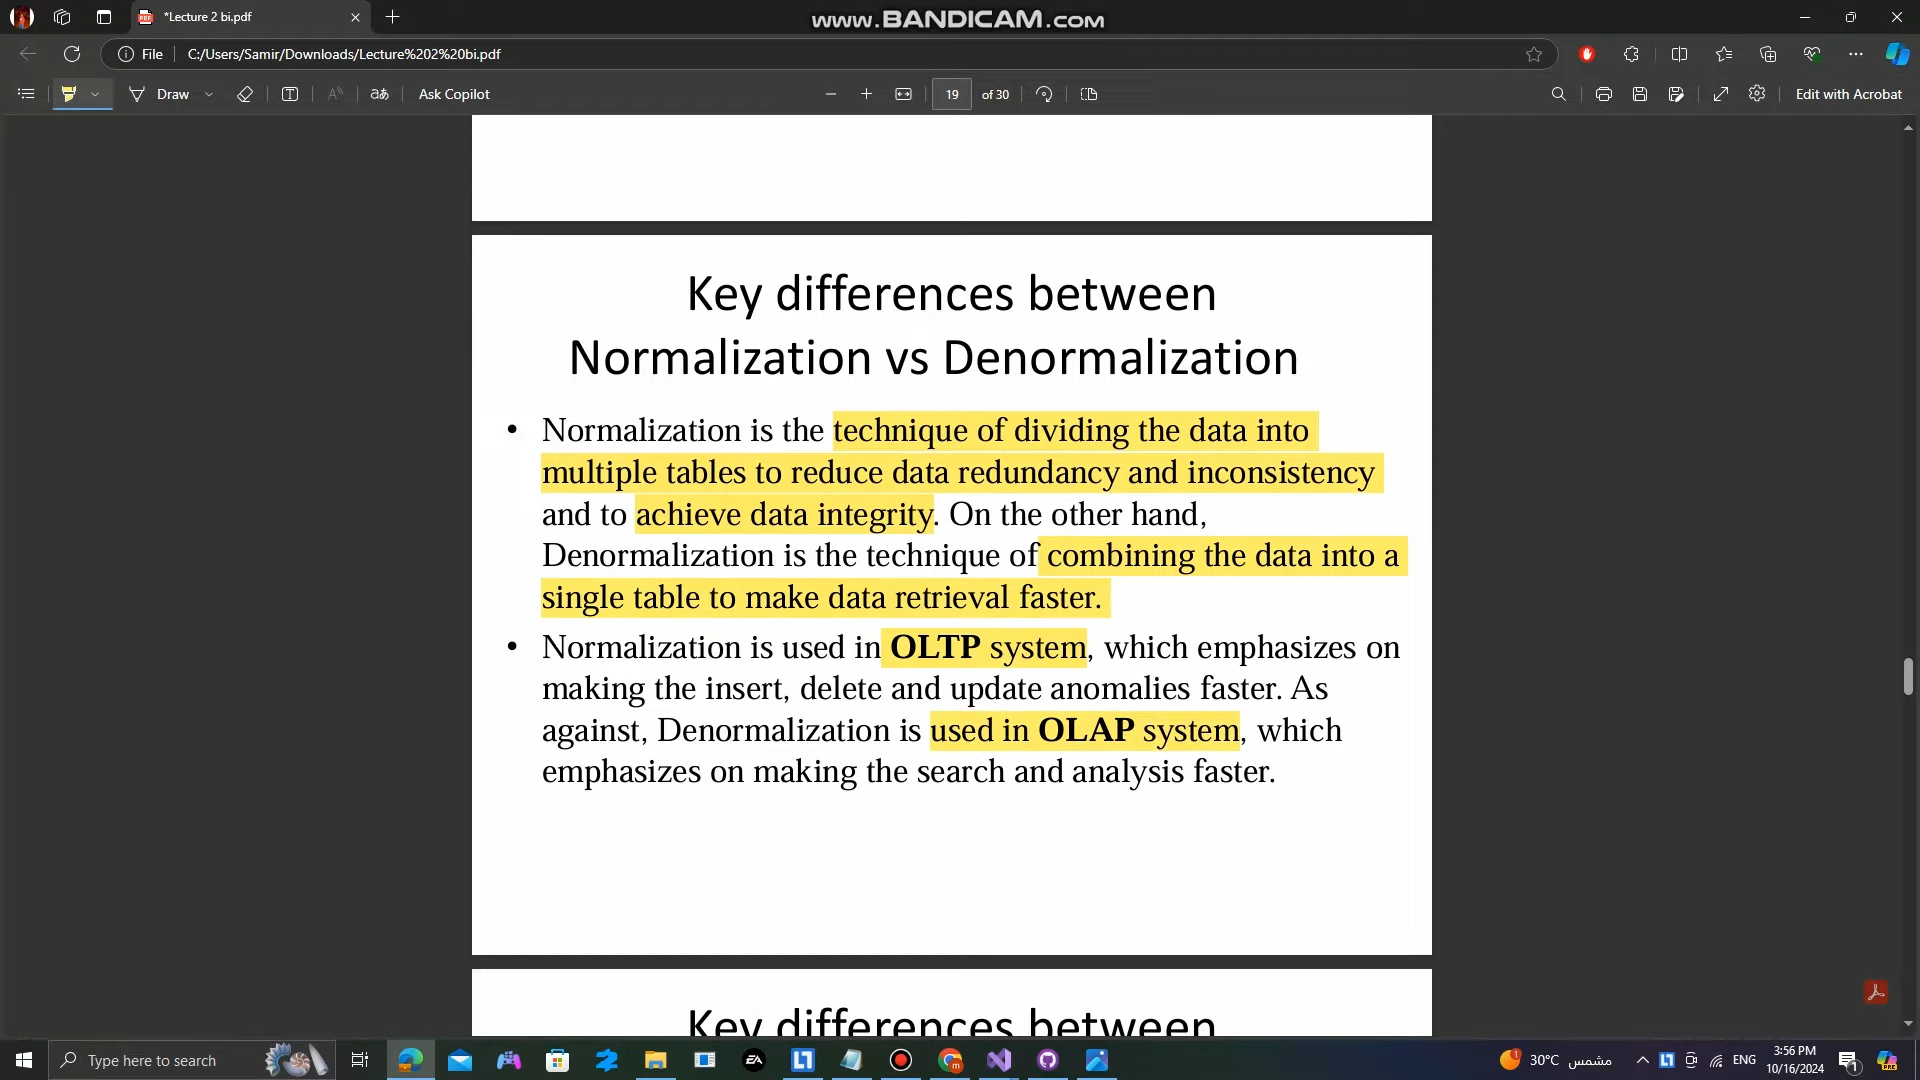 *Lecture 2 bi.pdf
www.BANDICAM.com
File
C:/Users/Samir/Downloads/Lecture%202%20bi.pdf
Draw
aあ
Ask Copilot
19
of 30
Edit with Acrobat
Key differences between
Normalization vs Denormalization
• Normalization is the technique of dividing the data into
multiple tables to reduce data redundancy and inconsistency
and to achieve data integrity. On the other hand,
Denormalization is the technique of combining the data into a
single table to make data retrieval faster.
• Normalization is used in OLTP system, which emphasizes on
making the insert, delete and update anomalies faster. As
against, Denormalization is used in OLAP system, which
emphasizes on making the search and analysis faster.
Key differences between
Type here to search
30°C مشمس
ENG
3:56 PM
10/16/2024